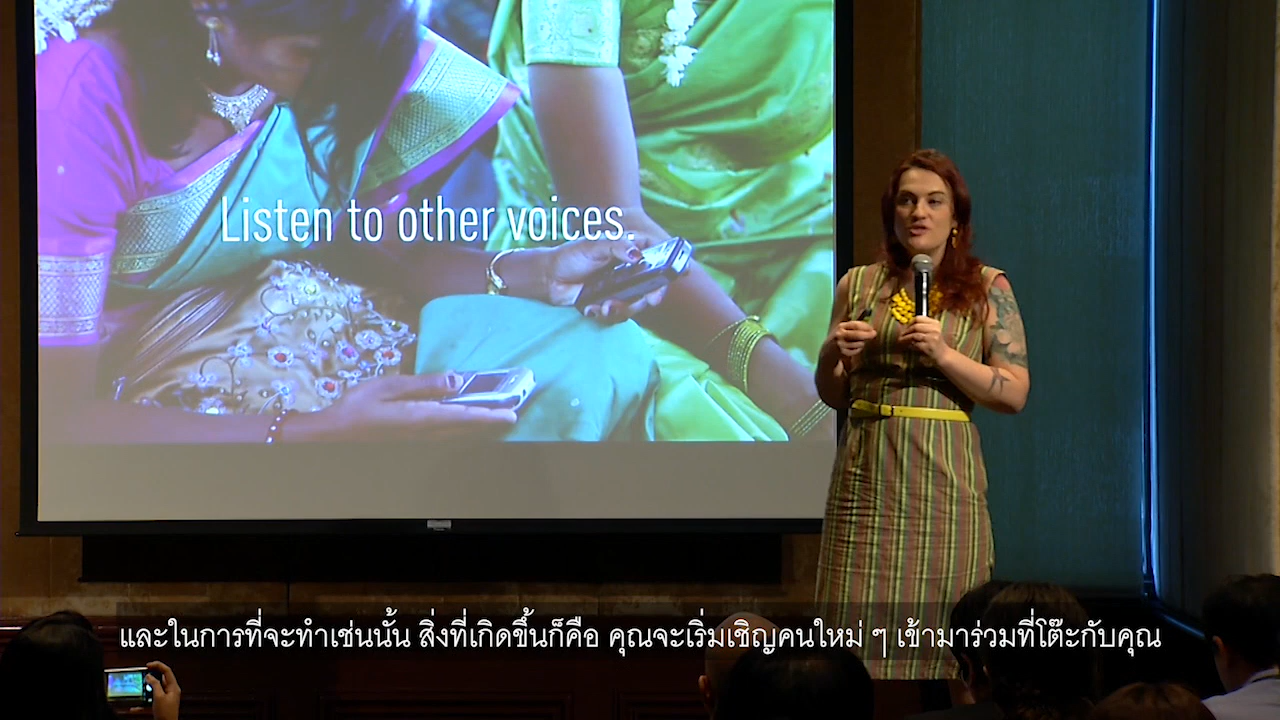 Listen to other voices.
และในการที่จะทำเช่นนั้น สิ่งที่เกิดขึ้นก็คือ คุณจะเริ่มเชิญคนใหม่ ๆ เข้ามาร่วมที่โต๊ะกับคุณ